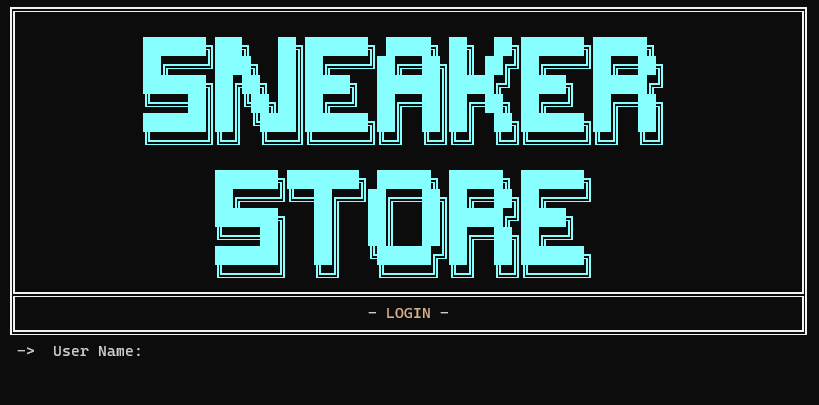 SNEAKER
STORE
- LOGIN -
-> User Name: